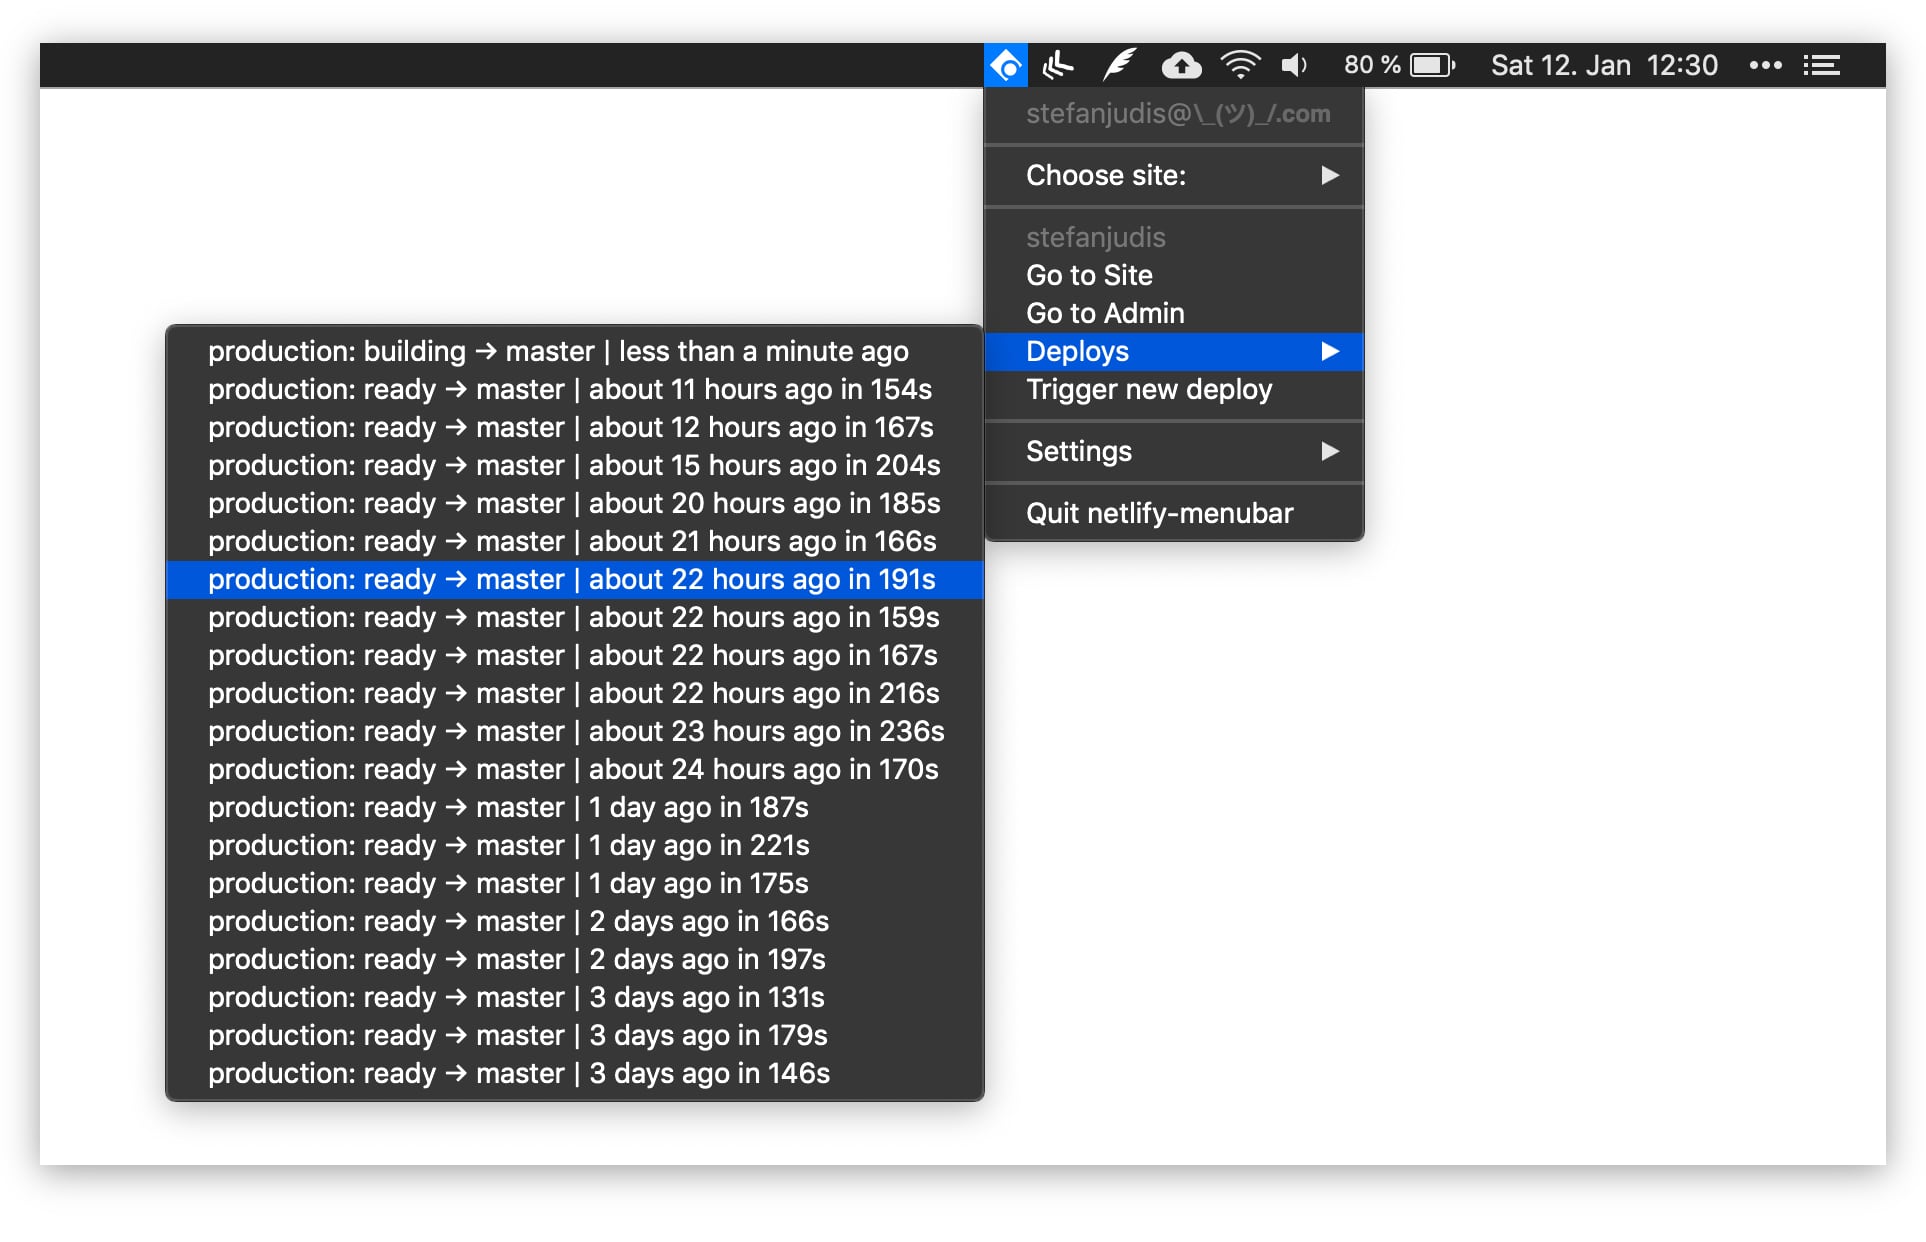 80 % Sat 12. Jan 12:30
stefanjudis@\_(ツ)_/.com
Choose site:
stefanjudis
Go to Site
Go to Admin
Deploys
Trigger new deploy
Settings
Quit netlify-menubar
production: building → master | less than a minute ago
production: ready → master | about 11 hours ago in 154s
production: ready → master | about 12 hours ago in 167s
production: ready → master | about 15 hours ago in 204s
production: ready → master | about 20 hours ago in 185s
production: ready → master | about 21 hours ago in 166s
production: ready → master | about 22 hours ago in 191s
production: ready → master | about 22 hours ago in 159s
production: ready → master | about 22 hours ago in 167s
production: ready → master | about 22 hours ago in 216s
production: ready → master | about 23 hours ago in 236s
production: ready → master | about 24 hours ago in 170s
production: ready → master | 1 day ago in 187s
production: ready → master | 1 day ago in 221s
production: ready → master | 1 day ago in 175s
production: ready → master | 2 days ago in 166s
production: ready → master | 2 days ago in 197s
production: ready → master | 3 days ago in 131s
production: ready → master | 3 days ago in 179s
production: ready → master | 3 days ago in 146s